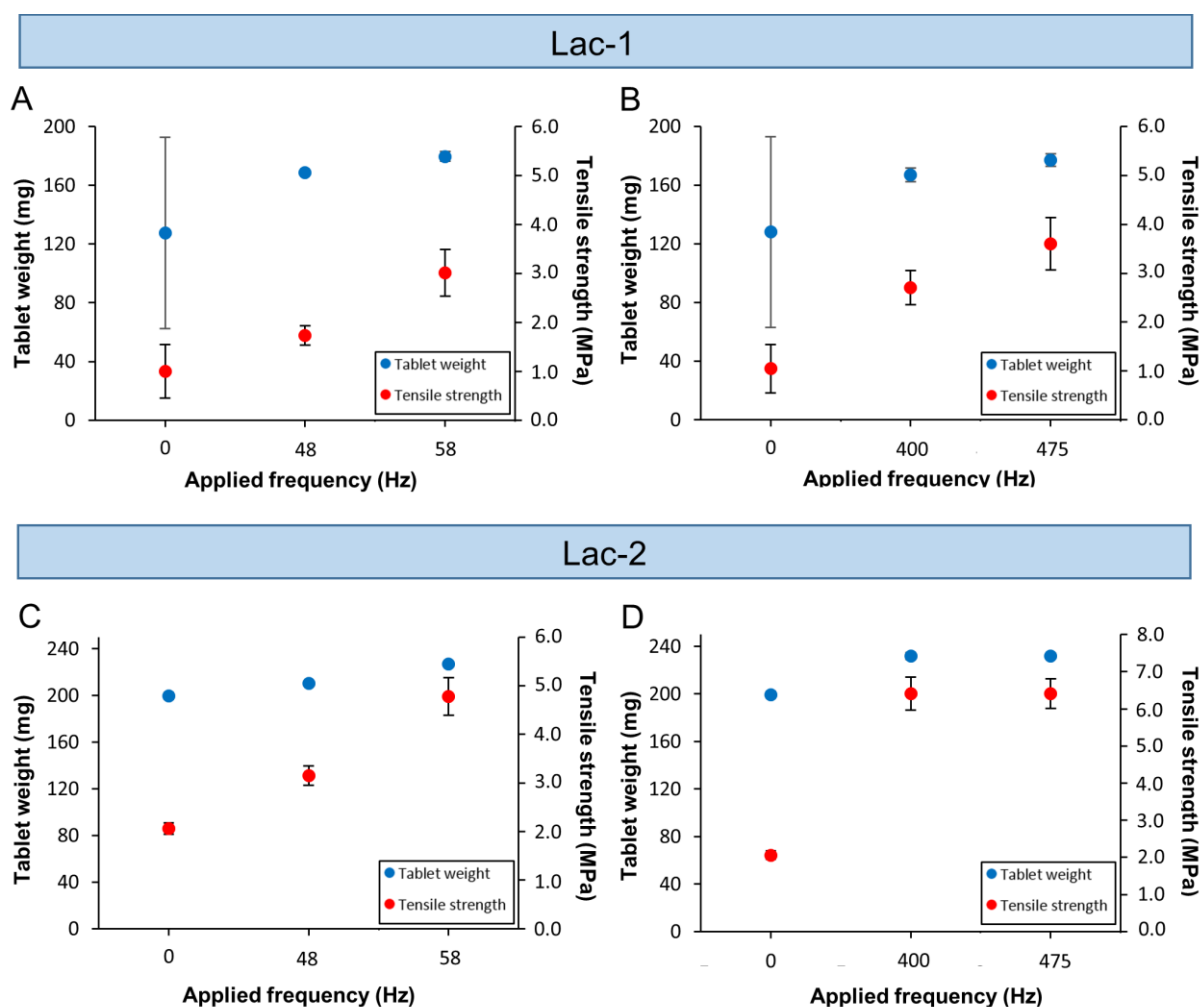 Lac-1
A
B
200
160
120
80
40
0
Tablet weight (mg)
6.0
5.0
4.0
3.0
2.0
1.0
0.0
Tensile strength (MPa)
Tablet weight
Tensile strength
0 48 58
Applied frequency (Hz)
200
160
120
80
40
0
Tablet weight (mg)
6.0
5.0
4.0
3.0
2.0
1.0
0.0
Tensile strength (MPa)
Tablet weight
Tensile strength
0 400 475
Applied frequency (Hz)
Lac-2
C
D
240
200
160
120
80
40
0
Tablet weight (mg)
6.0
5.0
4.0
3.0
2.0
1.0
0.0
Tensile strength (MPa)
Tablet weight
Tensile strength
0 48 58
Applied frequency (Hz)
240
200
160
120
80
40
0
Tablet weight (mg)
8.0
7.0
6.0
5.0
4.0
3.0
2.0
1.0
0.0
Tensile strength (MPa)
Tablet weight
Tensile strength
0 400 475
Applied frequency (Hz)